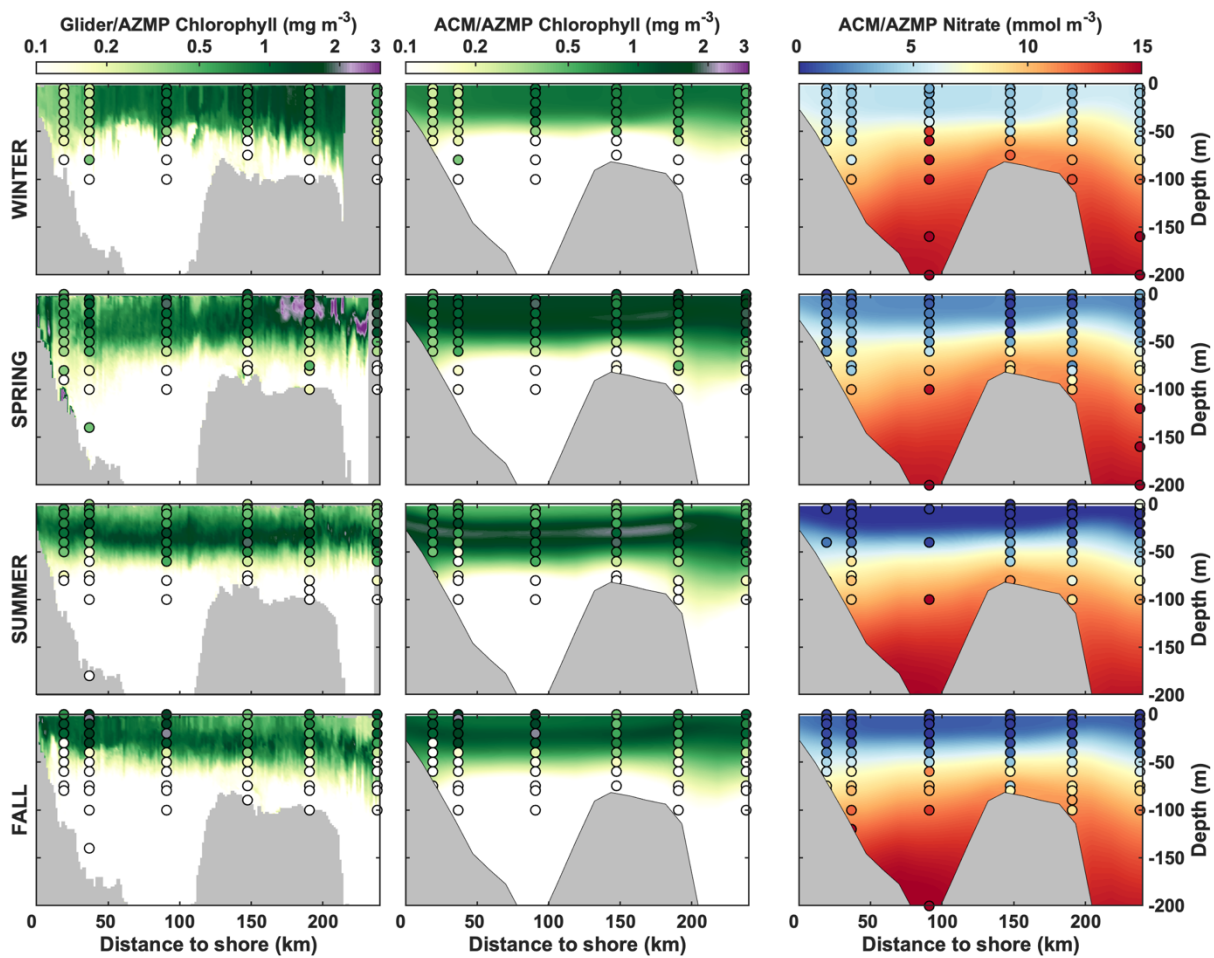 Glider/AZMP Chlorophyll (mg m-3) ACM/AZMP Chlorophyll (mg m-3) ACM/AZMP Nitrate (mmol m-3)
0.1 0.2 0.5 1 2 3 0.1 0.2 0.5 1 2 3 0 5 10 15
WINTER
0
-50
-100
-150
-200
Depth (m)
SPRING
0
-50
-100
-150
-200
Depth (m)
SUMMER
0
-50
-100
-150
-200
Depth (m)
FALL
0
-50
-100
-150
-200
Depth (m)
0 50 100 150 200 0 50 100 150 200 0 50 100 150 200
Distance to shore (km) Distance to shore (km) Distance to shore (km)